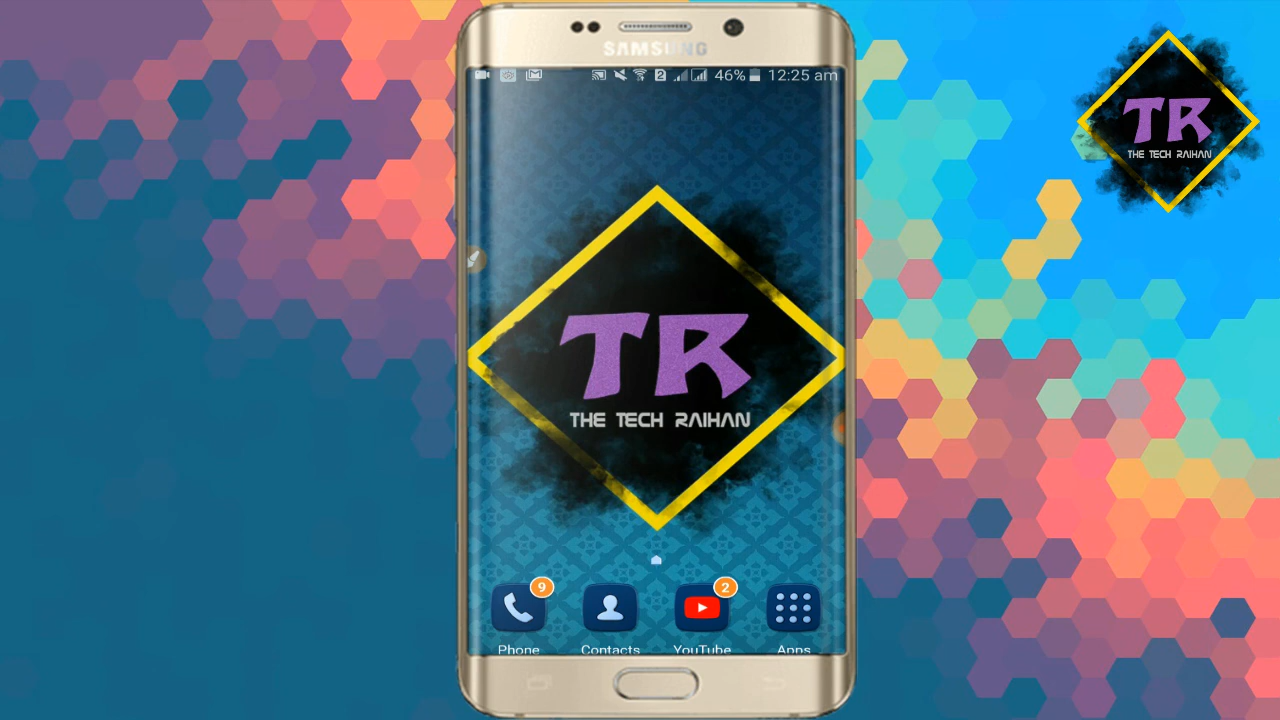 SAMSUNG
2 46% 12:25 am
TR
THE TECH RAIHAN
TR
THE TECH RAIHAN
9
2
Phone Contacts YouTube Apps